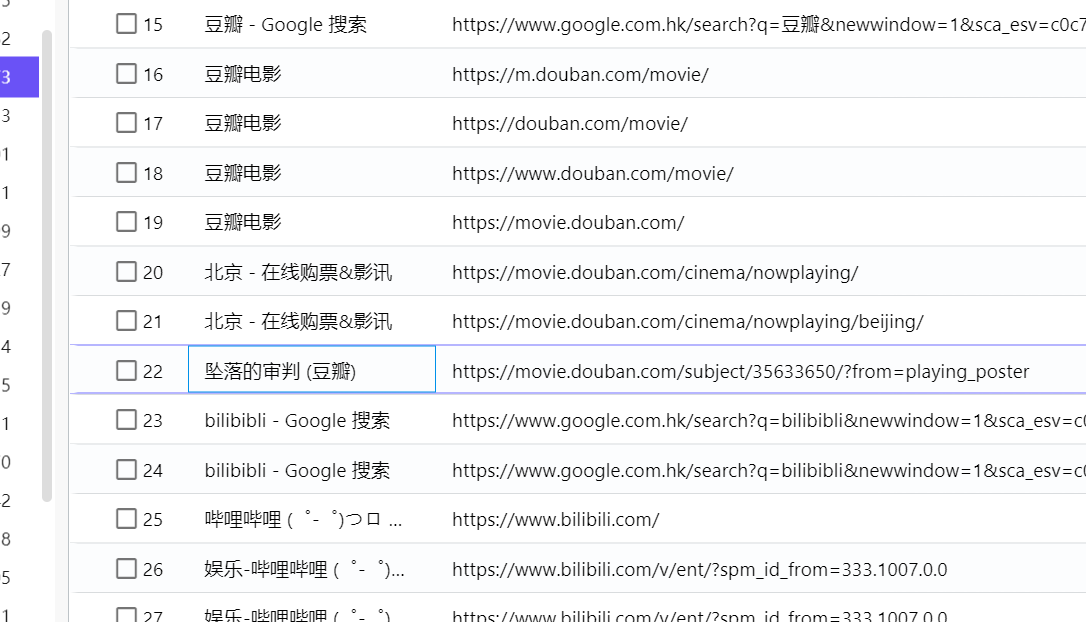 2
3
3
1
1
9
7
9
4
5
1
0
2
8
5
1
15 豆瓣 - Google 搜索 https://www.google.com.hk/search?q=豆瓣&newwindow=1&sca_esv=c0c7
16 豆瓣电影 https://m.douban.com/movie/
17 豆瓣电影 https://douban.com/movie/
18 豆瓣电影 https://www.douban.com/movie/
19 豆瓣电影 https://movie.douban.com/
20 北京 - 在线购票&影讯 https://movie.douban.com/cinema/nowplaying/
21 北京 - 在线购票&影讯 https://movie.douban.com/cinema/nowplaying/beijing/
22 坠落的审判 (豆瓣) https://movie.douban.com/subject/35633650/?from=playing_poster
23 bilibibli - Google 搜索 https://www.google.com.hk/search?q=bilibibli&newwindow=1&sca_esv=c0
24 bilibibli - Google 搜索 https://www.google.com.hk/search?q=bilibibli&newwindow=1&sca_esv=c0
25 哔哩哔哩 (゜-゜)つロ ... https://www.bilibili.com/
26 娱乐-哔哩哔哩 (゜-゜)... https://www.bilibili.com/v/ent/?spm_id_from=333.1007.0.0
27 娱乐-哔哩哔哩 (゜-゜) https://www.bilibili.com/v/ent/?spm_id_from=333.1007.0.0